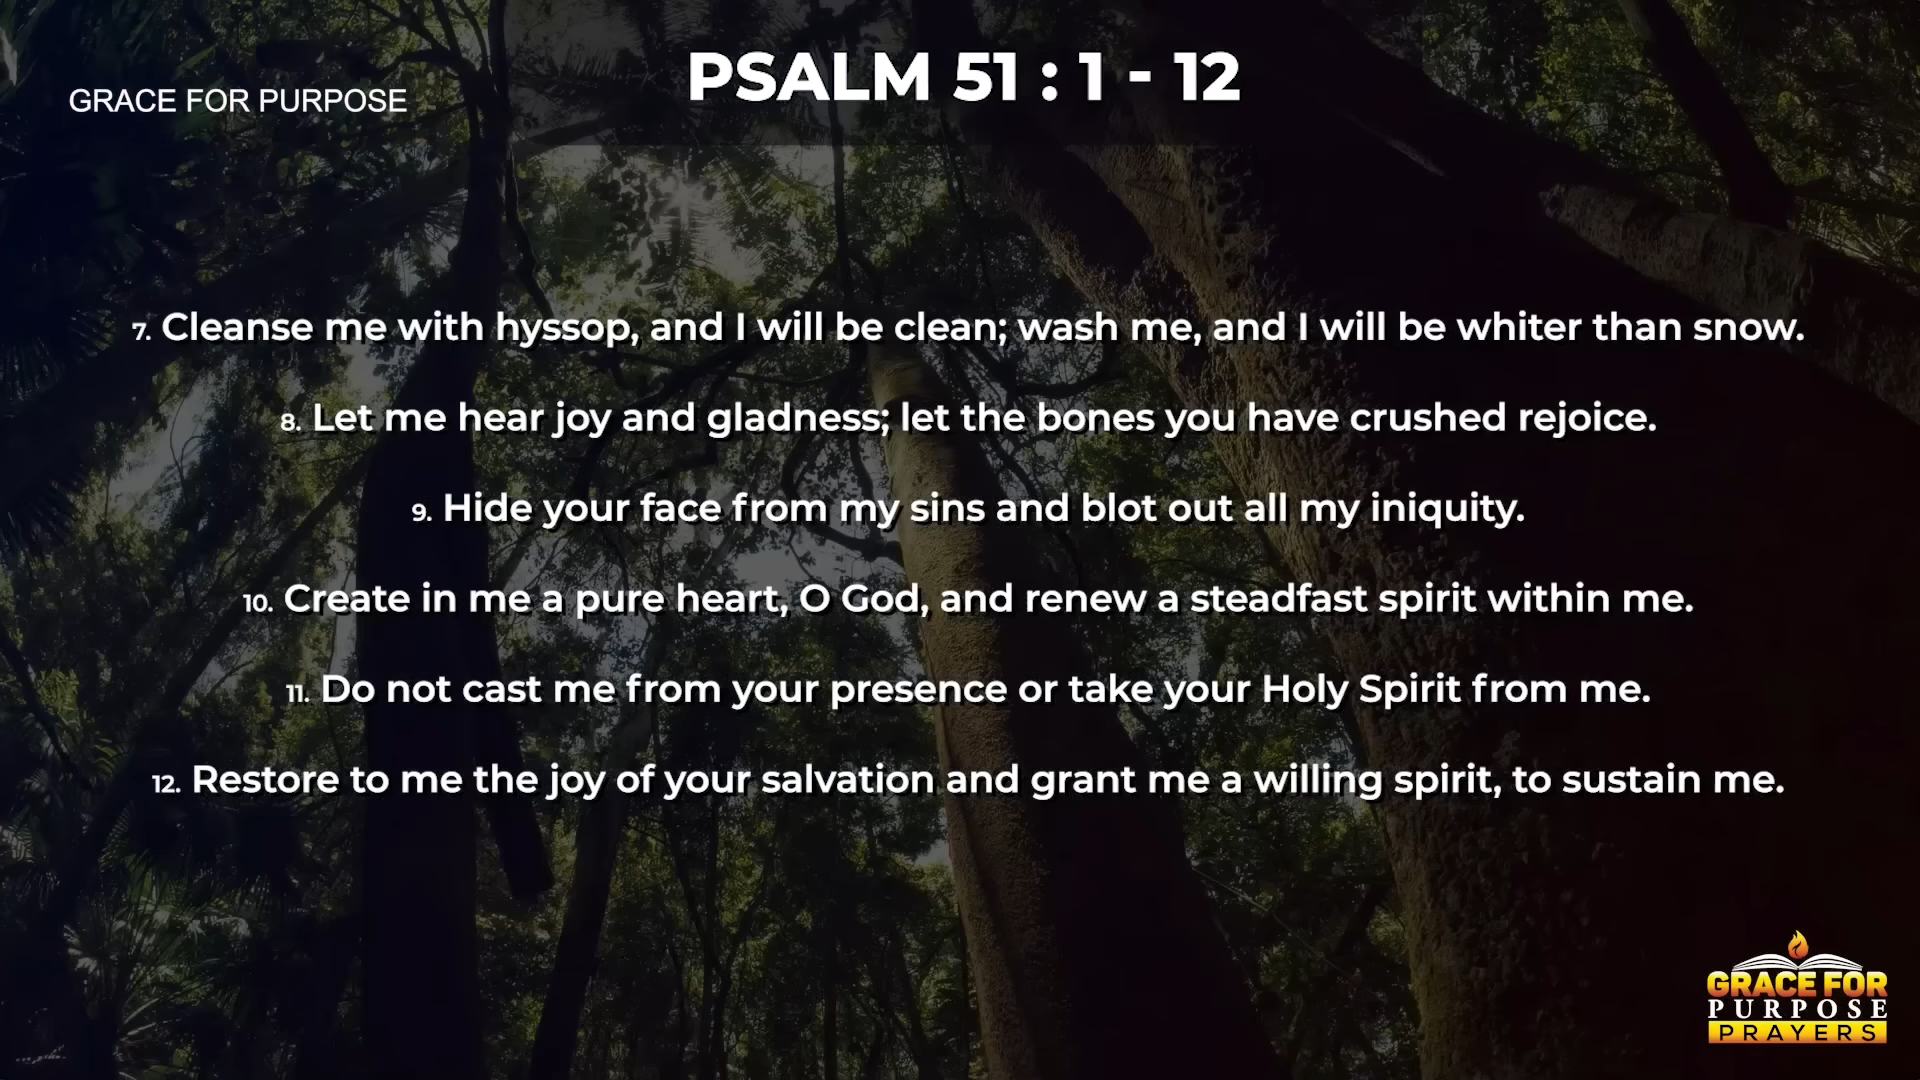 PSALM 51 : 1 - 12
GRACE FOR PURPOSE
7. Cleanse me with hyssop, and I will be clean; wash me, and I will be whiter than snow.
8. Let me hear joy and gladness; let the bones you have crushed rejoice.
9. Hide your face from my sins and blot out all my iniquity.
10. Create in me a pure heart, O God, and renew a steadfast spirit within me.
11. Do not cast me from your presence or take your Holy Spirit from me.
12. Restore to me the joy of your salvation and grant me a willing spirit, to sustain me.
GRACE FOR
PURPOSE
PRAYERS